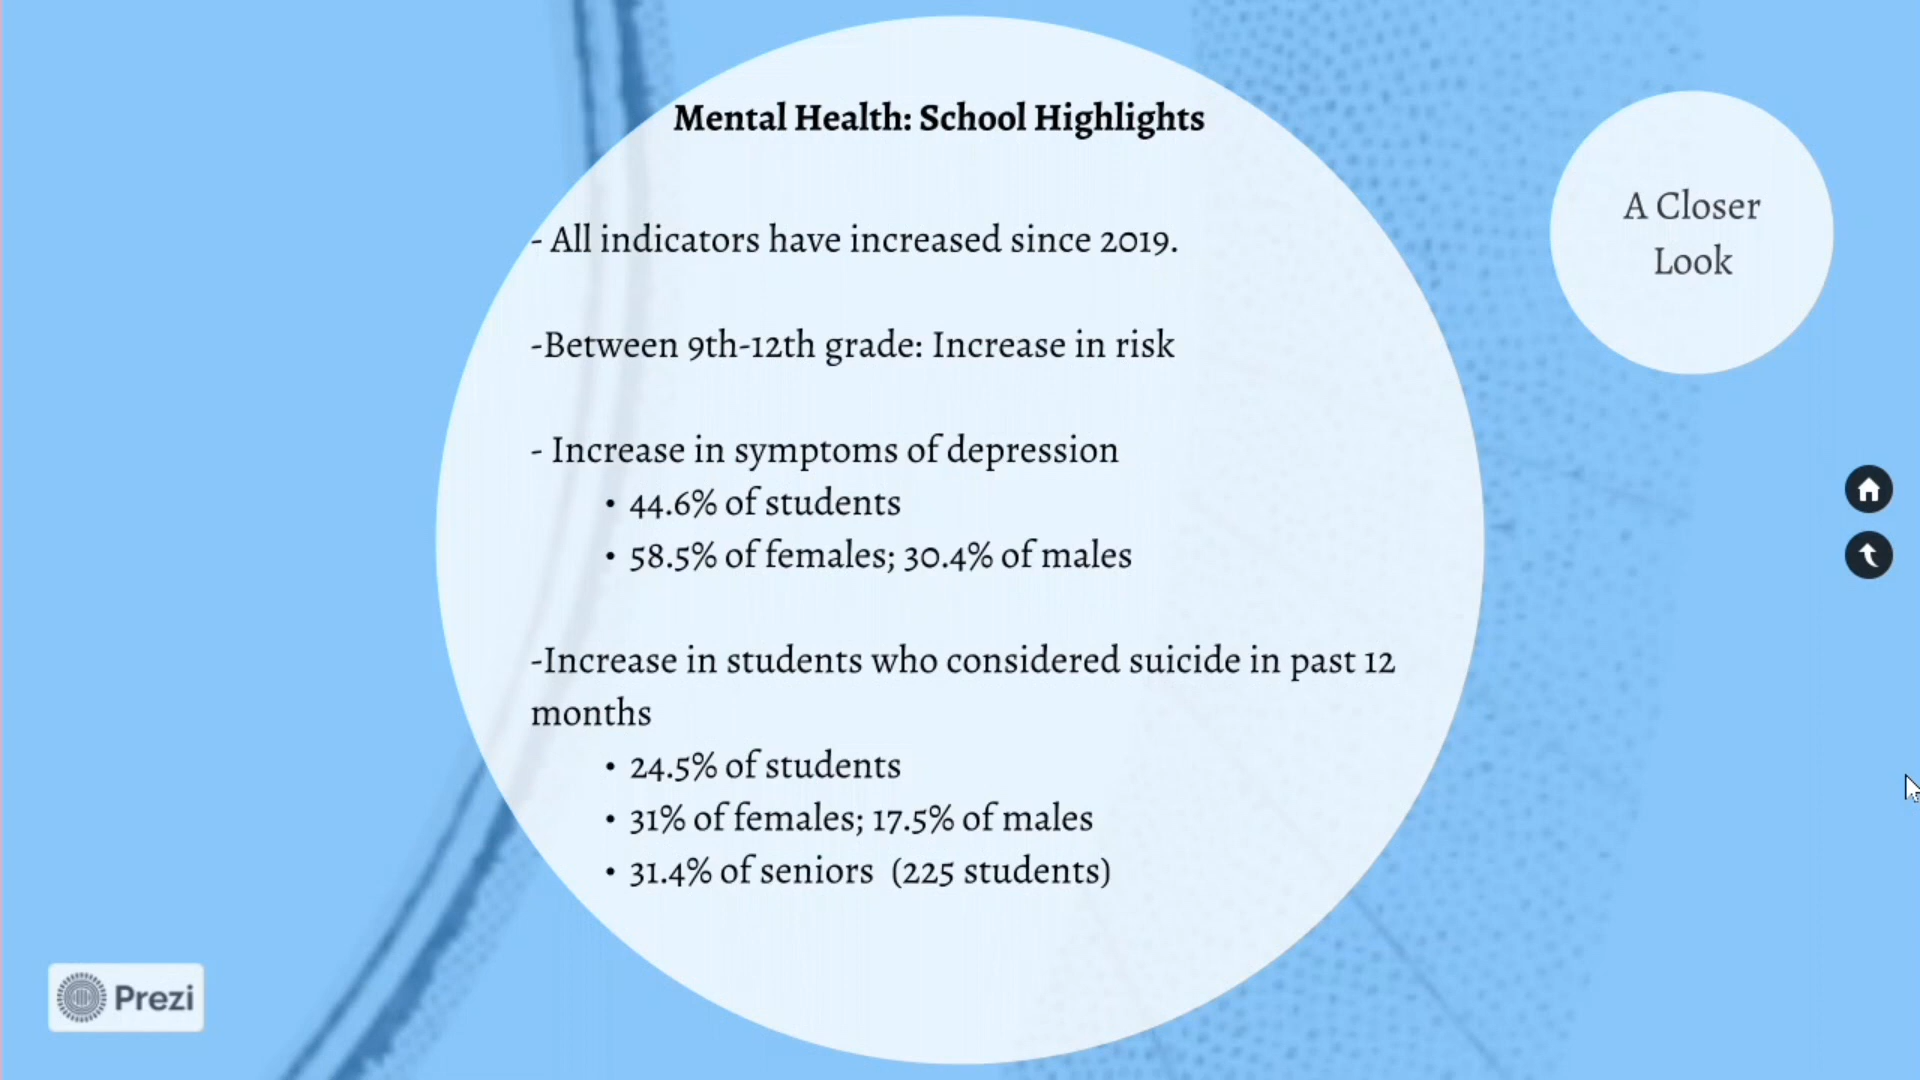 Mental Health: School Highlights
- All indicators have increased since 2019.
-Between 9th-12th grade: Increase in risk
- Increase in symptoms of depression
• 44.6% of students
• 58.5% of females; 30.4% of males
-Increase in students who considered suicide in past 12
months
• 24.5% of students
• 31% of females; 17.5% of males
• 31.4% of seniors  (225 students)
A Closer
Look
Prezi